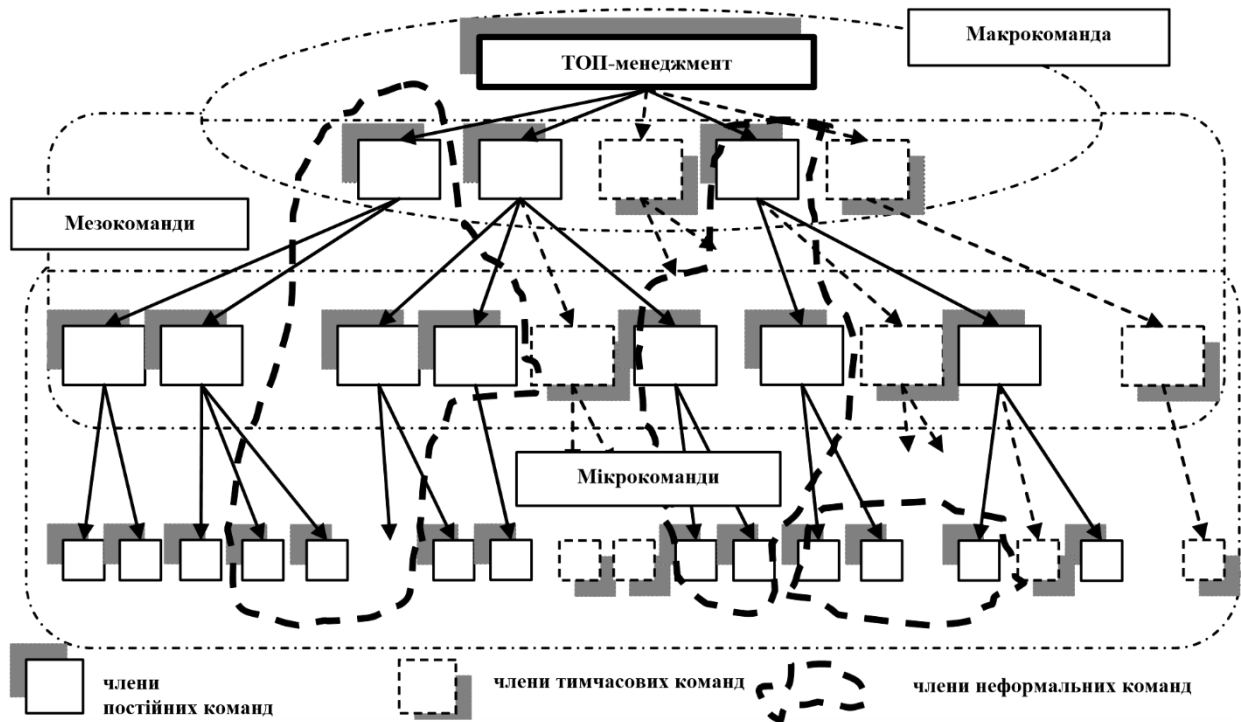 Макрокоманда
ТОП-менеджмент
Мезокоманди
Мікрокоманди
члени
постійних команд
члени тимчасових команд
члени неформальних команд